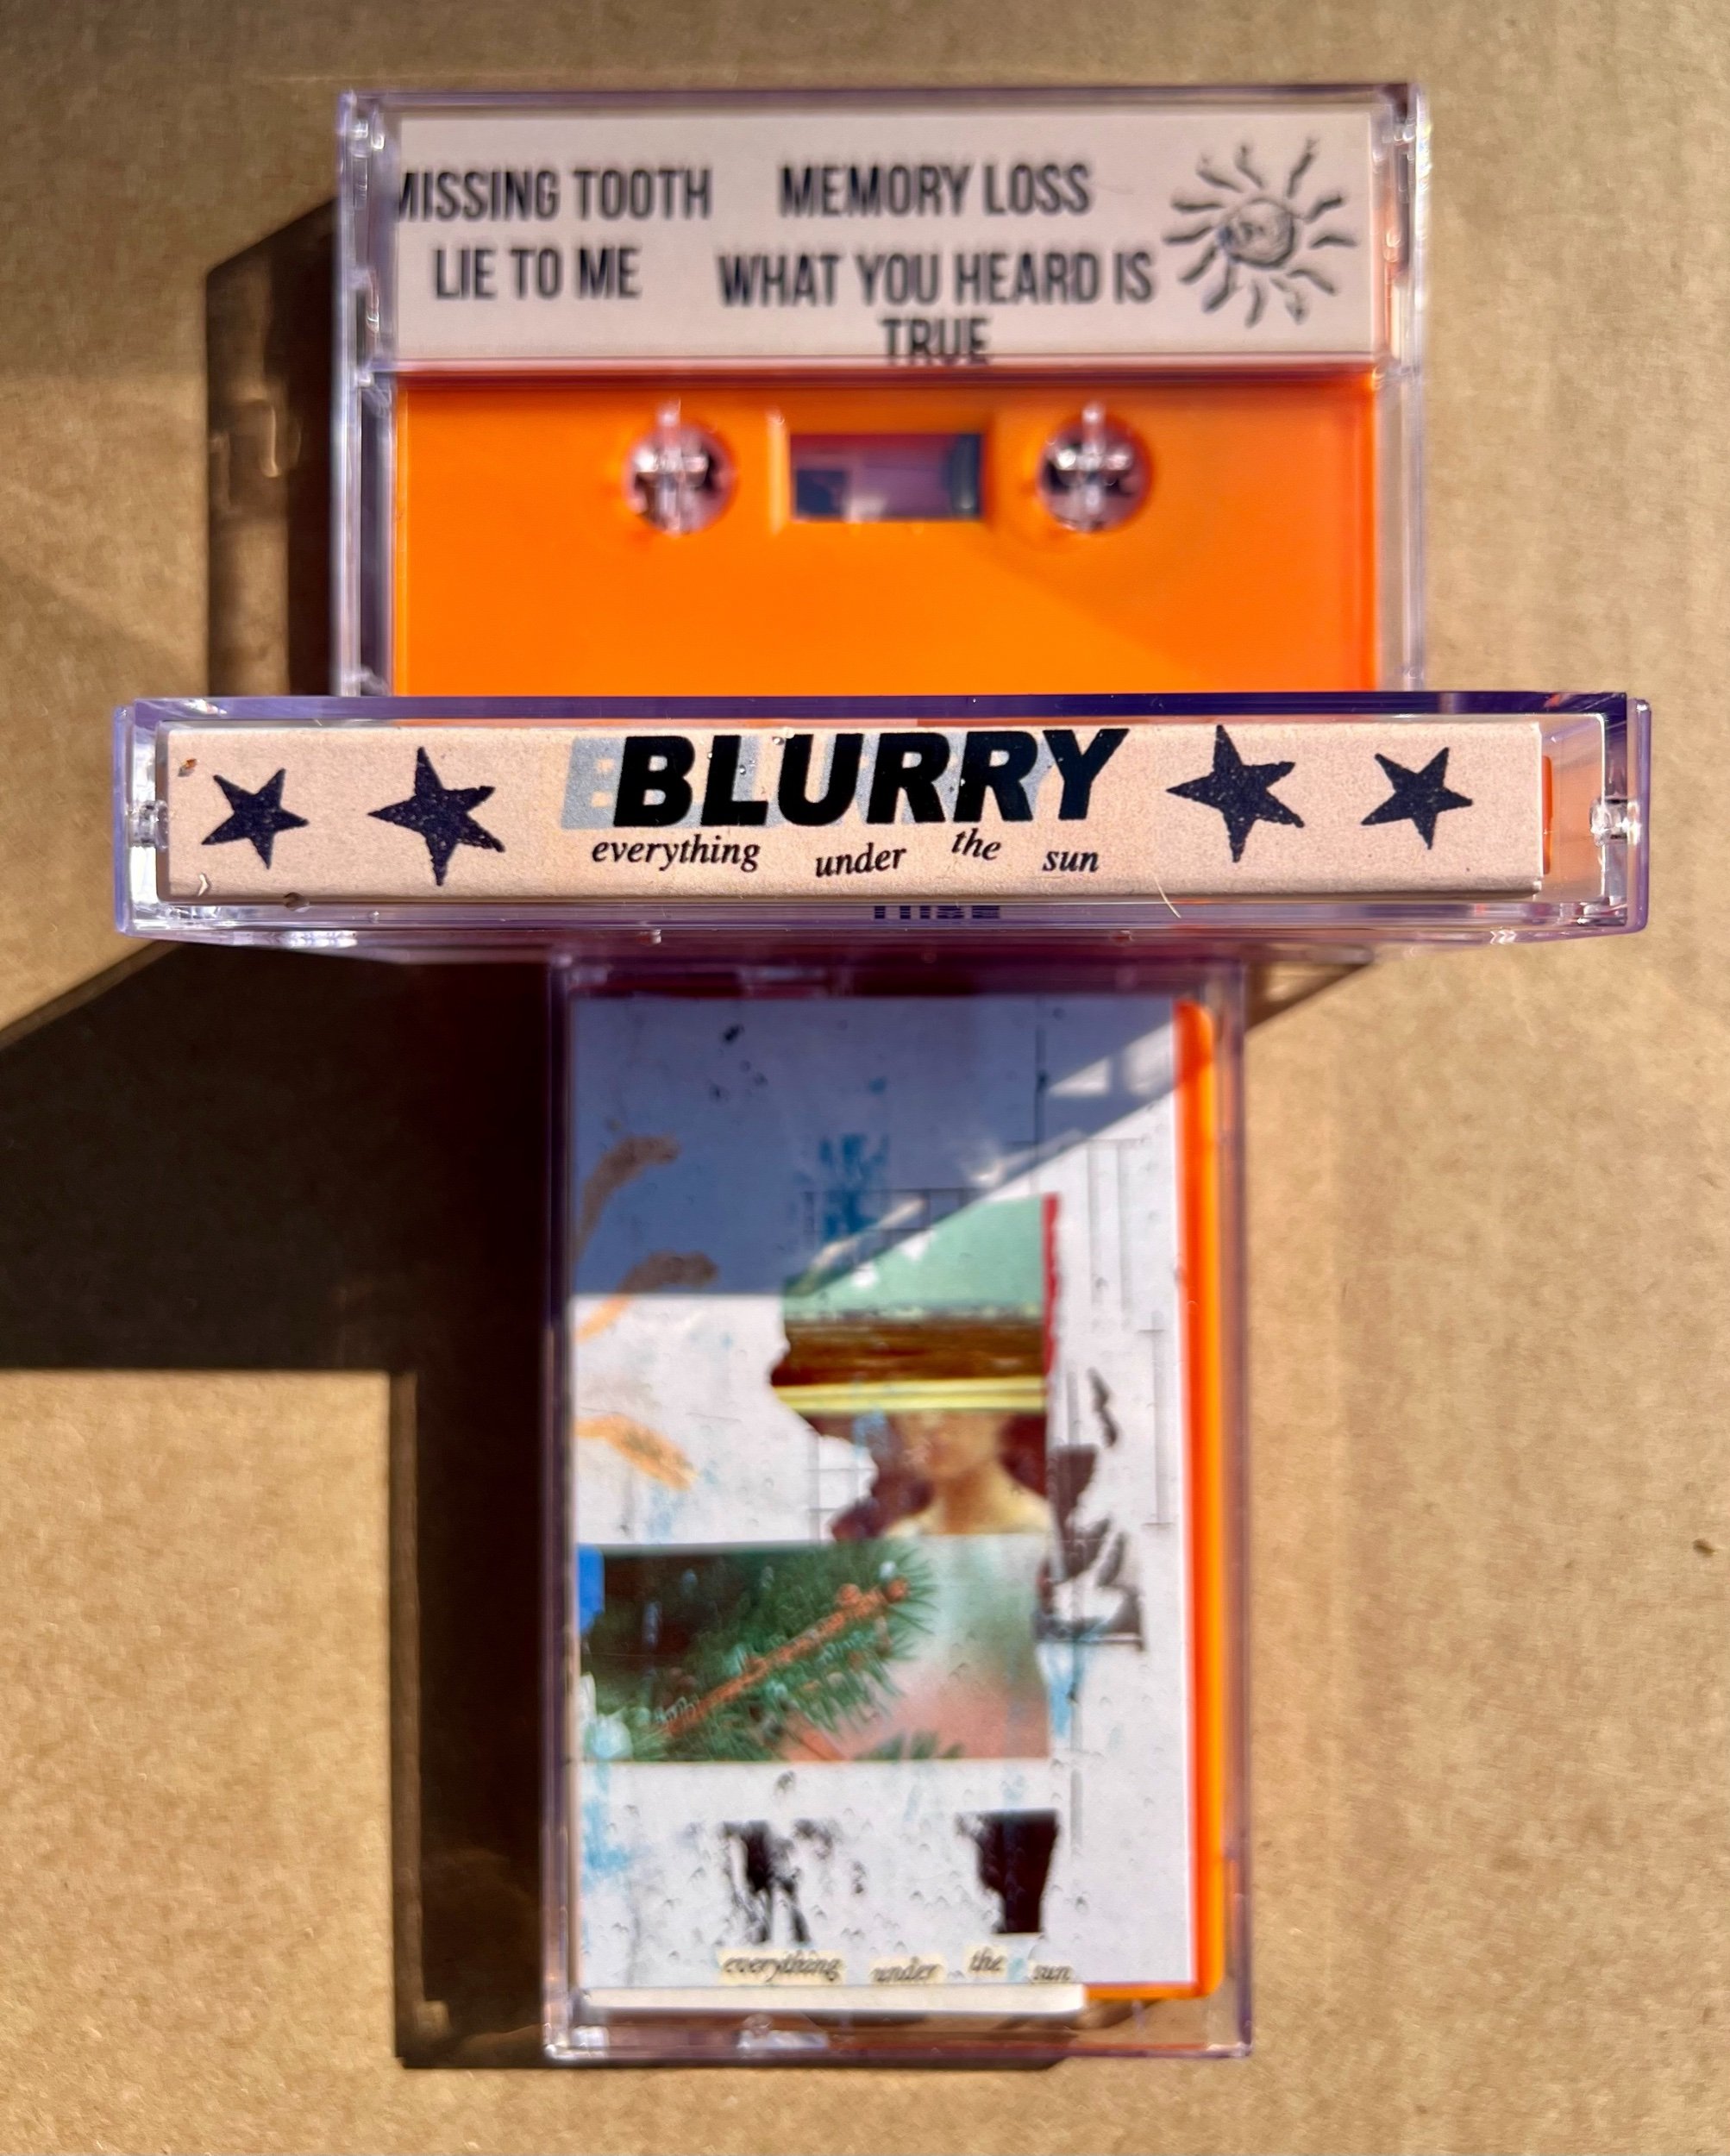 MISSING TOOTH MEMORY LOSS
LIE TO ME WHAT YOU HEARD IS
TRUE
BLURRY
everything under the sun
everything under the sun